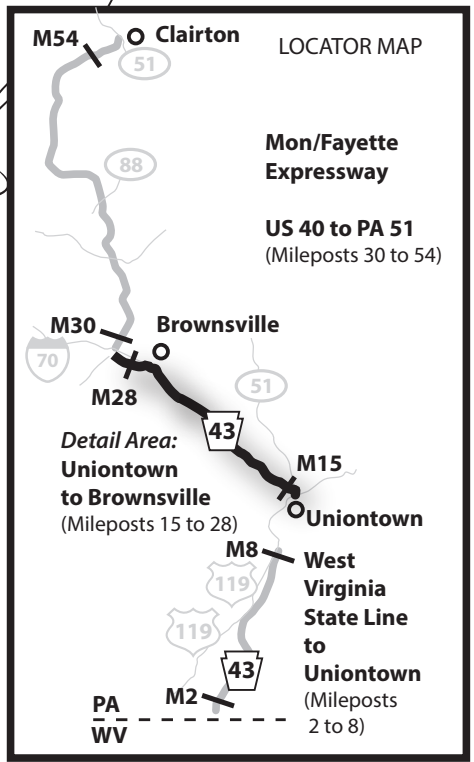 M54
Clairton
LOCATOR MAP
51
Mon/Fayette
Expressway
88
US 40 to PA 51
(Mileposts 30 to 54)
M30
Brownsville
70
M28
51
43
Detail Area:
Uniontown
to Brownsville
(Mileposts 15 to 28)
M15
Uniontown
M8
West
Virginia
State Line
to
Uniontown
(Mileposts
2 to 8)
119
119
43
M2
PA
WV